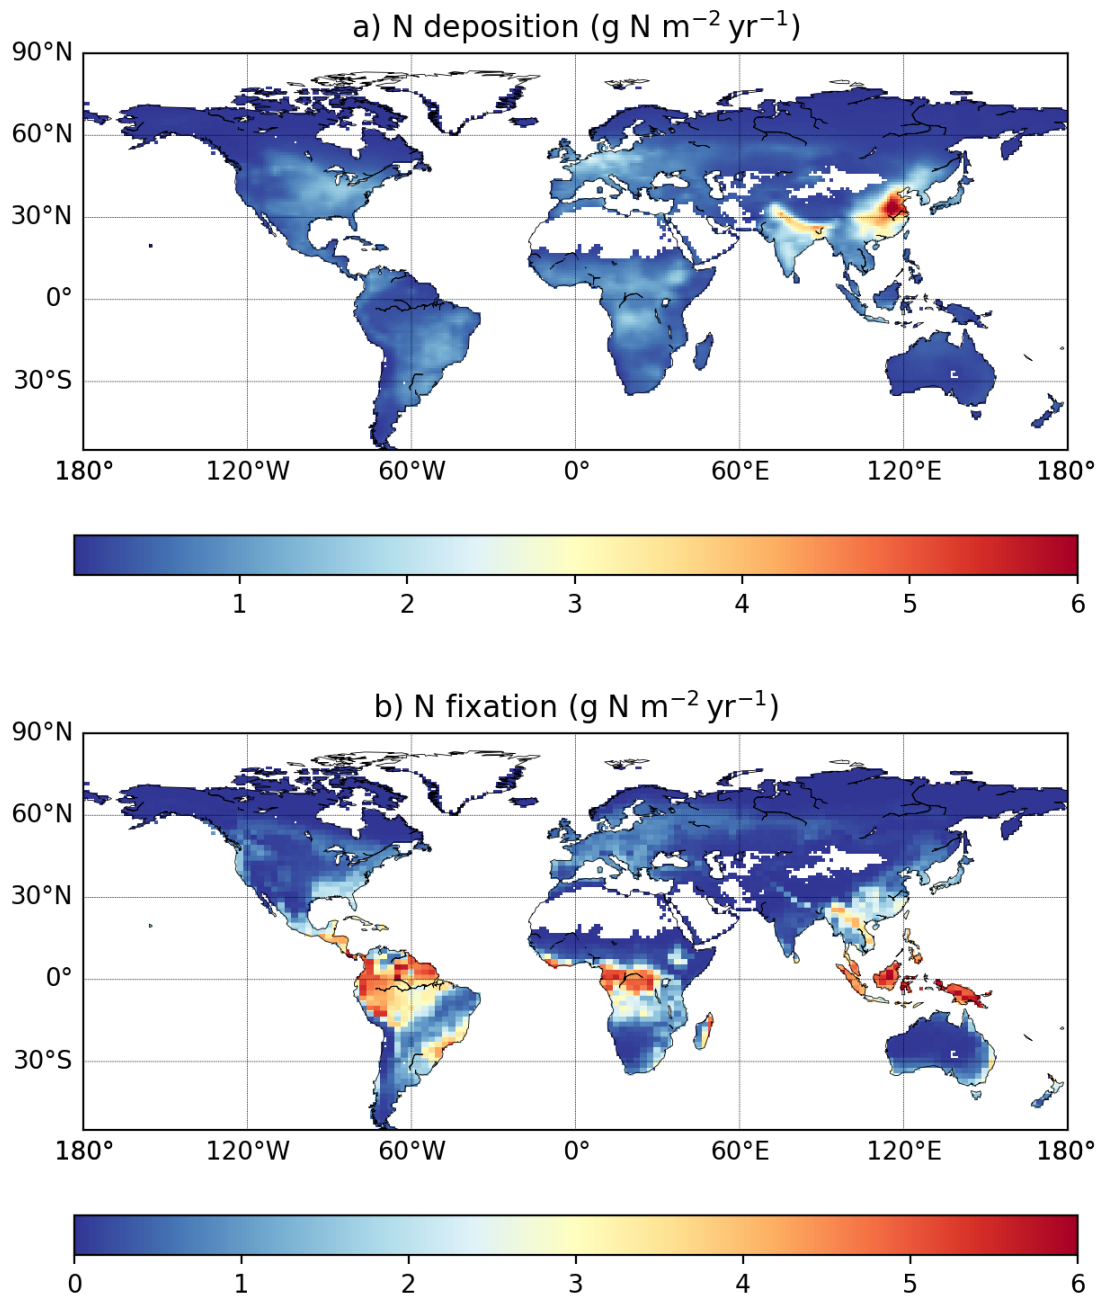 a) N deposition (g N m⁻² yr⁻¹)
90°N
60°N
30°N
0°
30°S
180° 120°W 60°W 0° 60°E 120°E 180°
1 2 3 4 5 6
b) N fixation (g N m⁻² yr⁻¹)
90°N
60°N
30°N
0°
30°S
180° 120°W 60°W 0° 60°E 120°E 180°
0 1 2 3 4 5 6